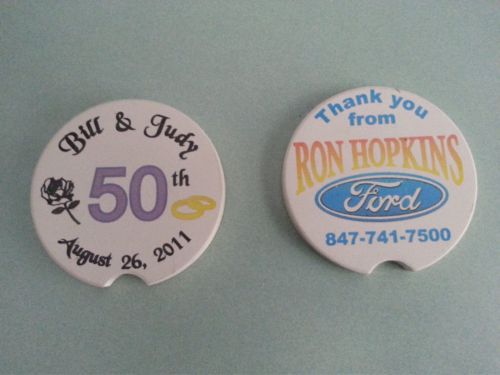 Bill & Judy
50th
August 26, 2011
Thank you
from
RON HOPKINS
Ford
847-741-7500